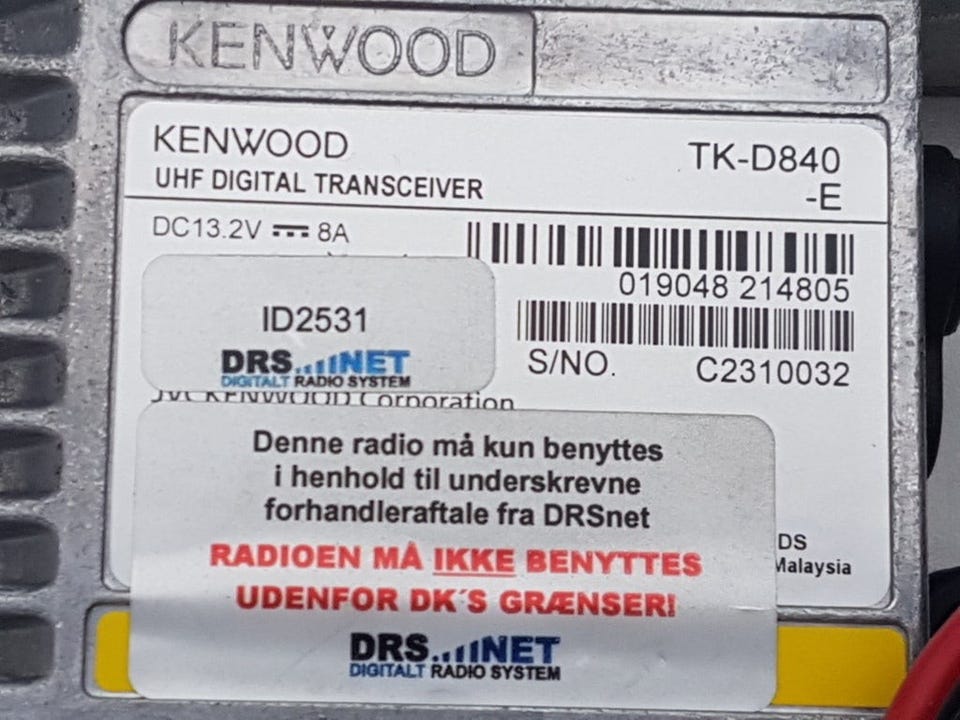 KENWOOD
KENWOOD
TK-D840
UHF DIGITAL TRANSCEIVER
-E
DC13.2V ⎓ 8A
019048 214805
ID2531
S/NO.
C2310032
DRS...ıııNET
DIGITALT RADIO SYSTEM
JVC KENWOOD Corporation
Denne radio må kun benyttes
i henhold til underskrevne
forhandleraftale fra DRSnet
RADIOEN MÅ IKKE BENYTTES
UDENFOR DK´S GRÆNSER!
DS
Malaysia
DRS...ıııNET
DIGITALT RADIO SYSTEM